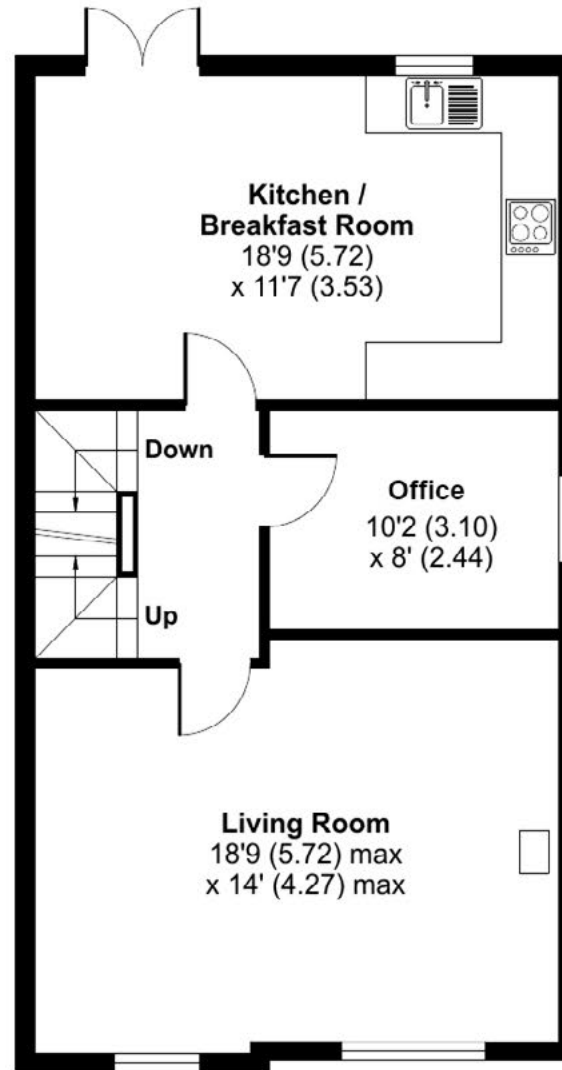 Kitchen /
Breakfast Room
18'9 (5.72)
x 11'7 (3.53)
Down
Office
10'2 (3.10)
x 8' (2.44)
Up
Living Room
18'9 (5.72) max
x 14' (4.27) max